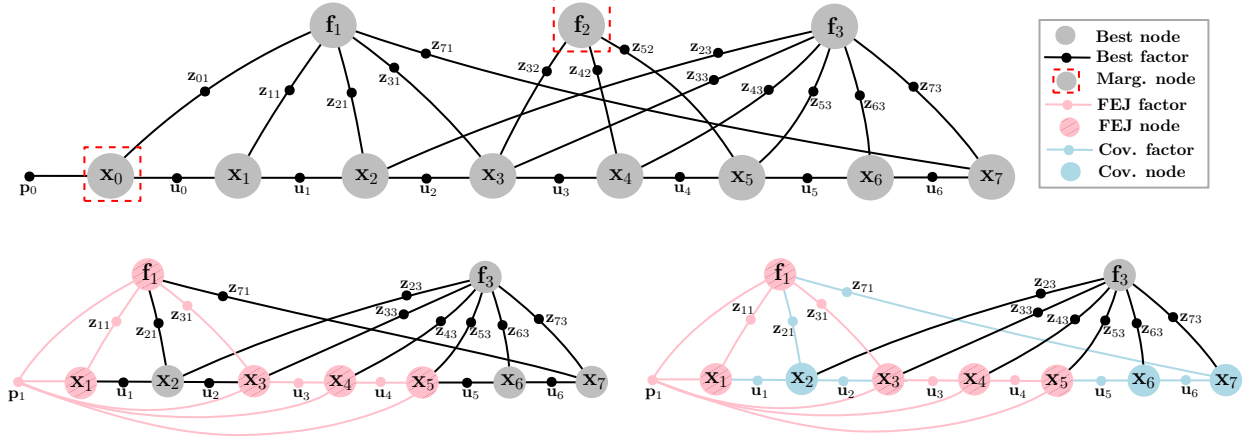 f₁ f₂ f₃
z₀₁ z₁₁ z₂₁ z₃₁ z₇₁ z₃₂ z₄₂ z₅₂ z₂₃ z₃₃ z₄₃ z₅₃ z₆₃ z₇₃
x₀ x₁ x₂ x₃ x₄ x₅ x₆ x₇
p₀ u₀ u₁ u₂ u₃ u₄ u₅ u₆
Best node
Best factor
Marg. node
FEJ factor
FEJ node
Cov. factor
Cov. node
f₁ f₃
z₁₁ z₂₁ z₃₁ z₇₁ z₂₃ z₃₃ z₄₃ z₅₃ z₆₃ z₇₃
x₁ x₂ x₃ x₄ x₅ x₆ x₇
p₁ u₁ u₂ u₃ u₄ u₅ u₆
f₁ f₃
z₁₁ z₂₁ z₃₁ z₇₁ z₂₃ z₃₃ z₄₃ z₅₃ z₆₃ z₇₃
x₁ x₂ x₃ x₄ x₅ x₆ x₇
p₁ u₁ u₂ u₃ u₄ u₅ u₆